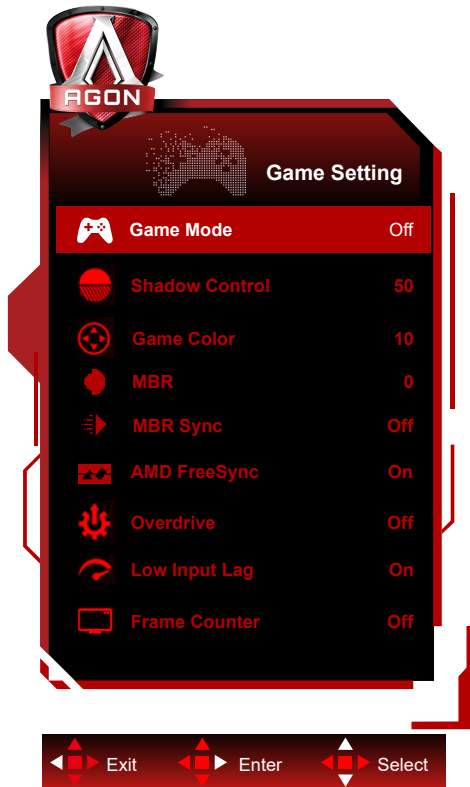 AGON
Game Setting
Game Mode Off
Shadow Control 50
Game Color 10
MBR 0
MBR Sync Off
AMD FreeSync On
Overdrive Off
Low Input Lag On
Frame Counter Off
Exit Enter Select